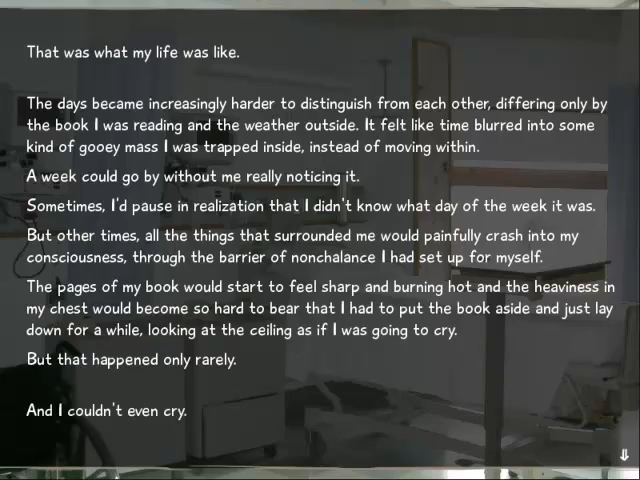 That was what my life was like.
The days became increasingly harder to distinguish from each other, differing only by
the book I was reading and the weather outside. It felt like time blurred into some
kind of gooey mass I was trapped inside, instead of moving within.
A week could go by without me really noticing it.
Sometimes, I'd pause in realization that I didn't know what day of the week it was.
But other times, all the things that surrounded me would painfully crash into my
consciousness, through the barrier of nonchalance I had set up for myself.
The pages of my book would start to feel sharp and burning hot and the heaviness in
my chest would become so hard to bear that I had to put the book aside and just lay
down for a while, looking at the ceiling as if I was going to cry.
But that happened only rarely.
And I couldn't even cry.